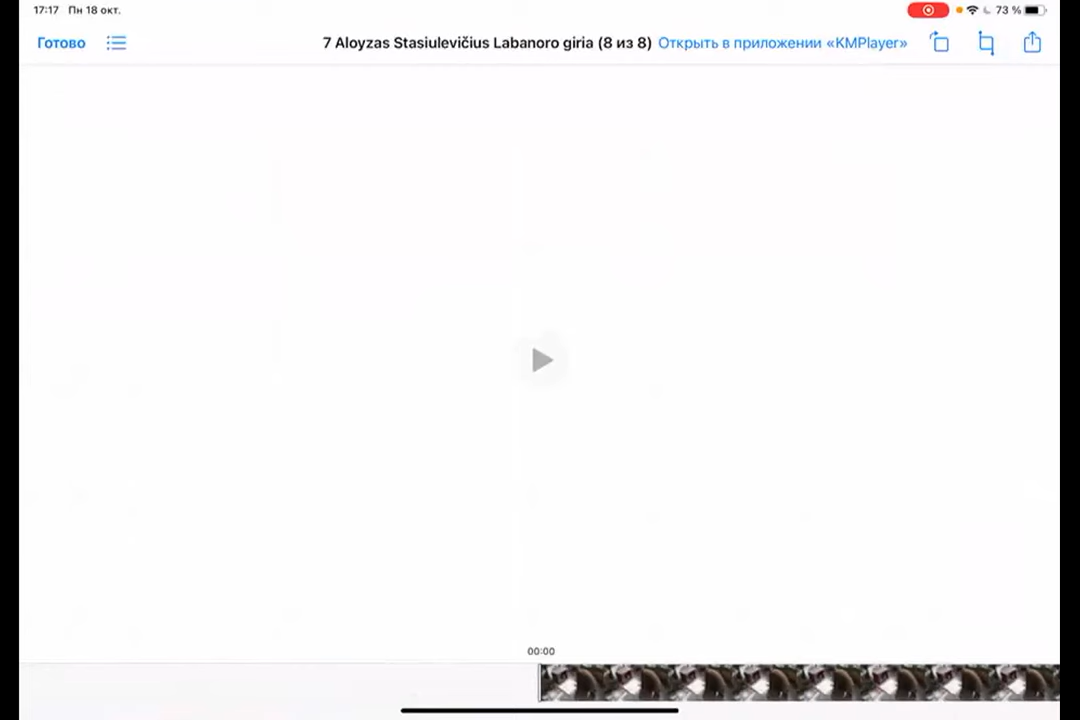 17:17 Пн 18 окт. 73 %
Готово 7 Aloyzas Stasiulevičius Labanoro giria (8 из 8) Открыть в приложении «KMPlayer»
00:00